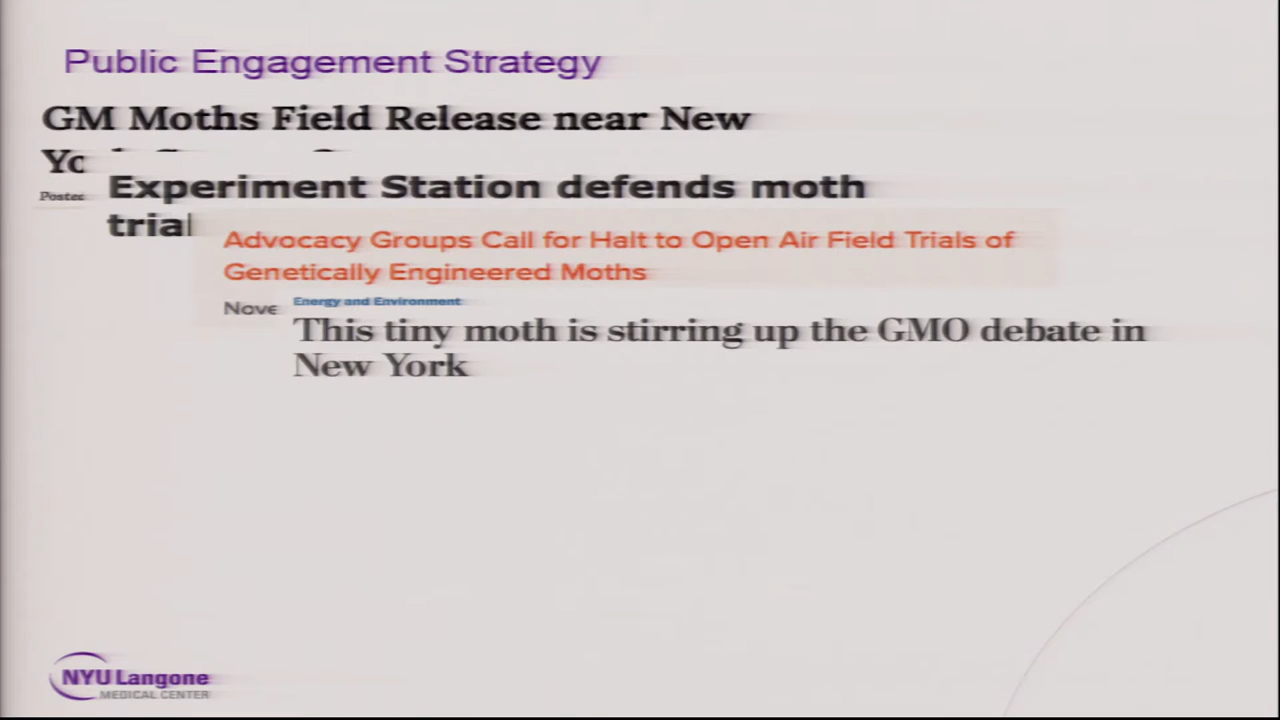 Public Engagement Strategy
GM Moths Field Release near New
Experiment Station defends moth
trial
Advocacy Groups Call for Halt to Open Air Field Trials of
Genetically Engineered Moths
Energy and Environment
This tiny moth is stirring up the GMO debate in
New York
NYU Langone
MEDICAL CENTER